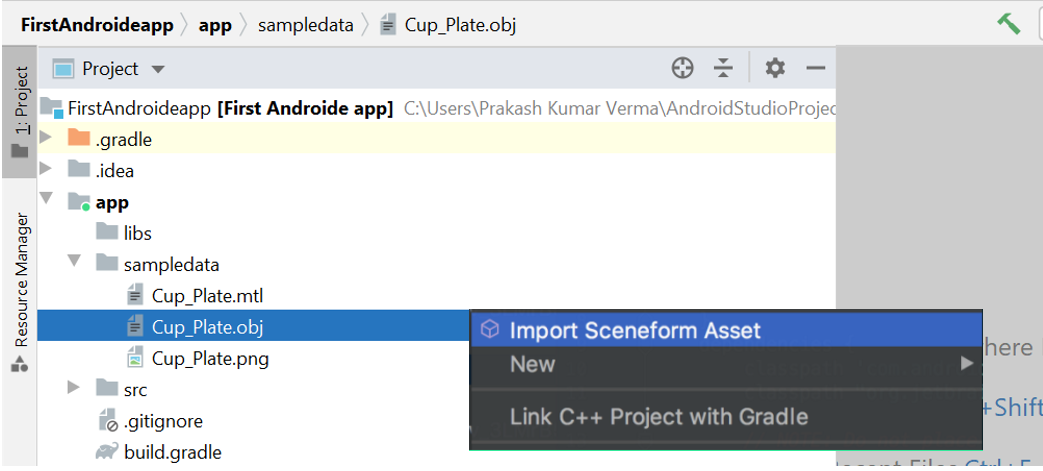 FirstAndroideapp app sampledata Cup_Plate.obj
1: Project
Resource Manager
Project
FirstAndroideapp [First Androide app] C:\Users\Prakash Kumar Verma\AndroidStudioProjec
.gradle
.idea
app
libs
sampledata
Cup_Plate.mtl
Cup_Plate.obj
Cup_Plate.png
src
.gitignore
build.gradle
Import Sceneform Asset
New
Link C++ Project with Gradle
here
+Shift
Files Ctrl+E